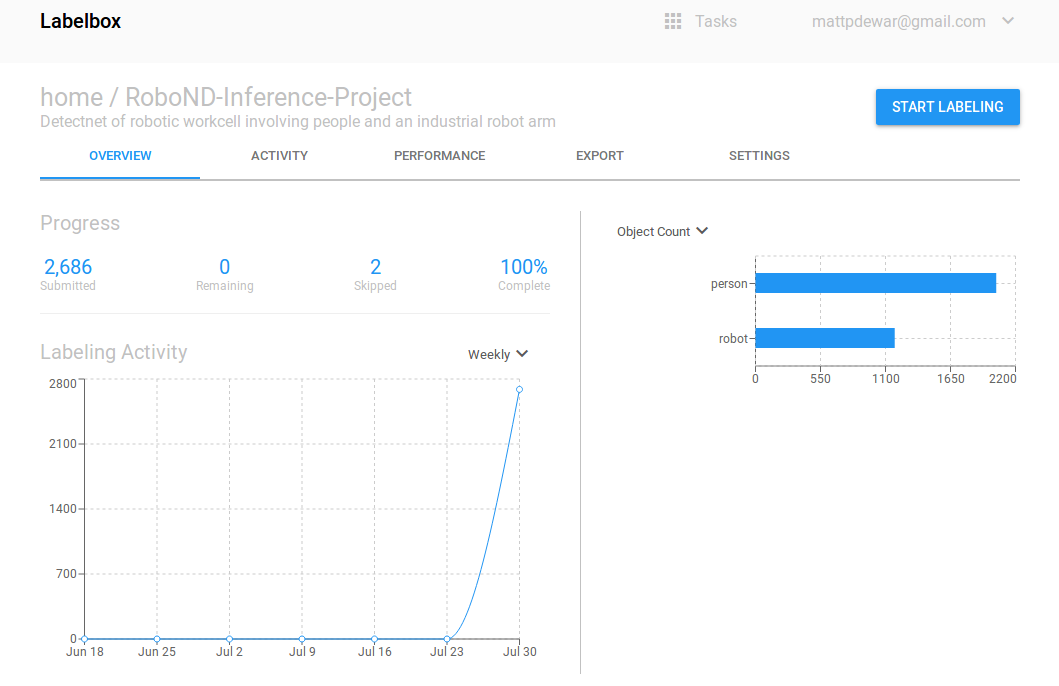 Labelbox
Tasks
mattpdewar@gmail.com
home / RoboND-Inference-Project
Detectnet of robotic workcell involving people and an industrial robot arm
START LABELING
OVERVIEW ACTIVITY PERFORMANCE EXPORT SETTINGS
Progress
2,686 0 2 100%
Submitted Remaining Skipped Complete
Labeling Activity
Weekly
2800
2100
1400
700
0
Jun 18 Jun 25 Jul 2 Jul 9 Jul 16 Jul 23 Jul 30
Object Count
person
robot
0 550 1100 1650 2200